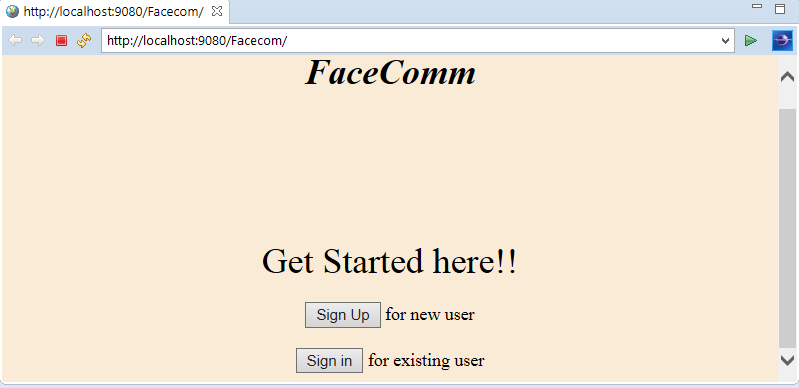 http://localhost:9080/Facecom/
http://localhost:9080/Facecom/
FaceComm
Get Started here!!
Sign Up for new user
Sign in for existing user